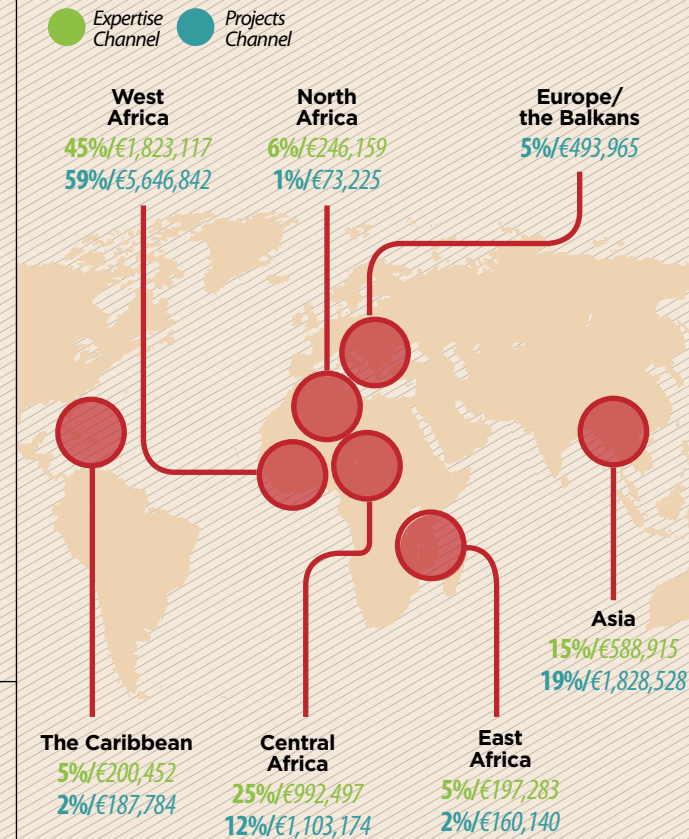 Expertise
Channel
Projects
Channel
West
Africa
45%/€1,823,117
59%/€5,646,842
North
Africa
6%/€246,159
1%/€73,225
Europe/
the Balkans
5%/€493,965
Asia
15%/€588,915
19%/€1,828,528
The Caribbean
5%/€200,452
2%/€187,784
Central
Africa
25%/€992,497
12%/€1,103,174
East
Africa
5%/€197,283
2%/€160,140